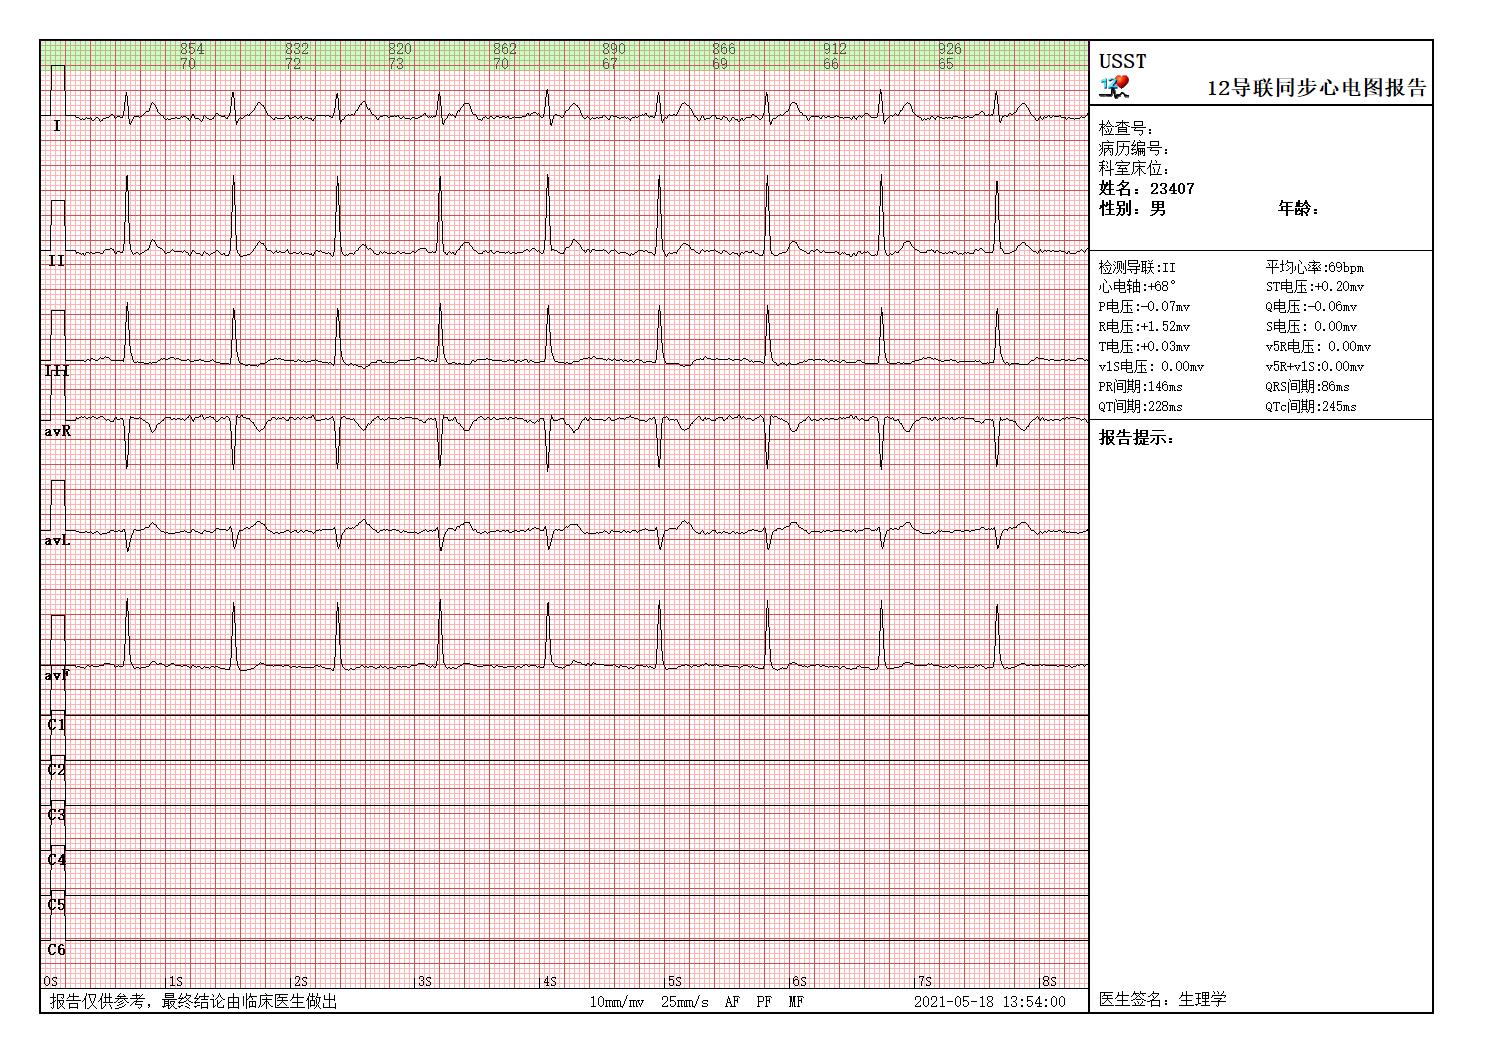 854 832 820 862 890 866 912 926
70 72 73 70 67 69 66 65
I
II
III
avR
avL
avF
C1
C2
C3
C4
C5
C6
0S 1S 2S 3S 4S 5S 6S 7S 8S
报告仅供参考，最终结论由临床医生做出 10mm/mv 25mm/s AF PF MF 2021-05-18 13:54:00
USST
12
12导联同步心电图报告
检查号：
病历编号：
科室床位：
姓名：23407
性别：男 年龄：
检测导联:II 平均心率:69bpm
心电轴:+68° ST电压:+0.20mv
P电压:-0.07mv Q电压:-0.06mv
R电压:+1.52mv S电压: 0.00mv
T电压:+0.03mv v5R电压: 0.00mv
v1S电压: 0.00mv v5R+v1S:0.00mv
PR间期:146ms QRS间期:86ms
QT间期:228ms QTc间期:245ms
报告提示：
医生签名：生理学